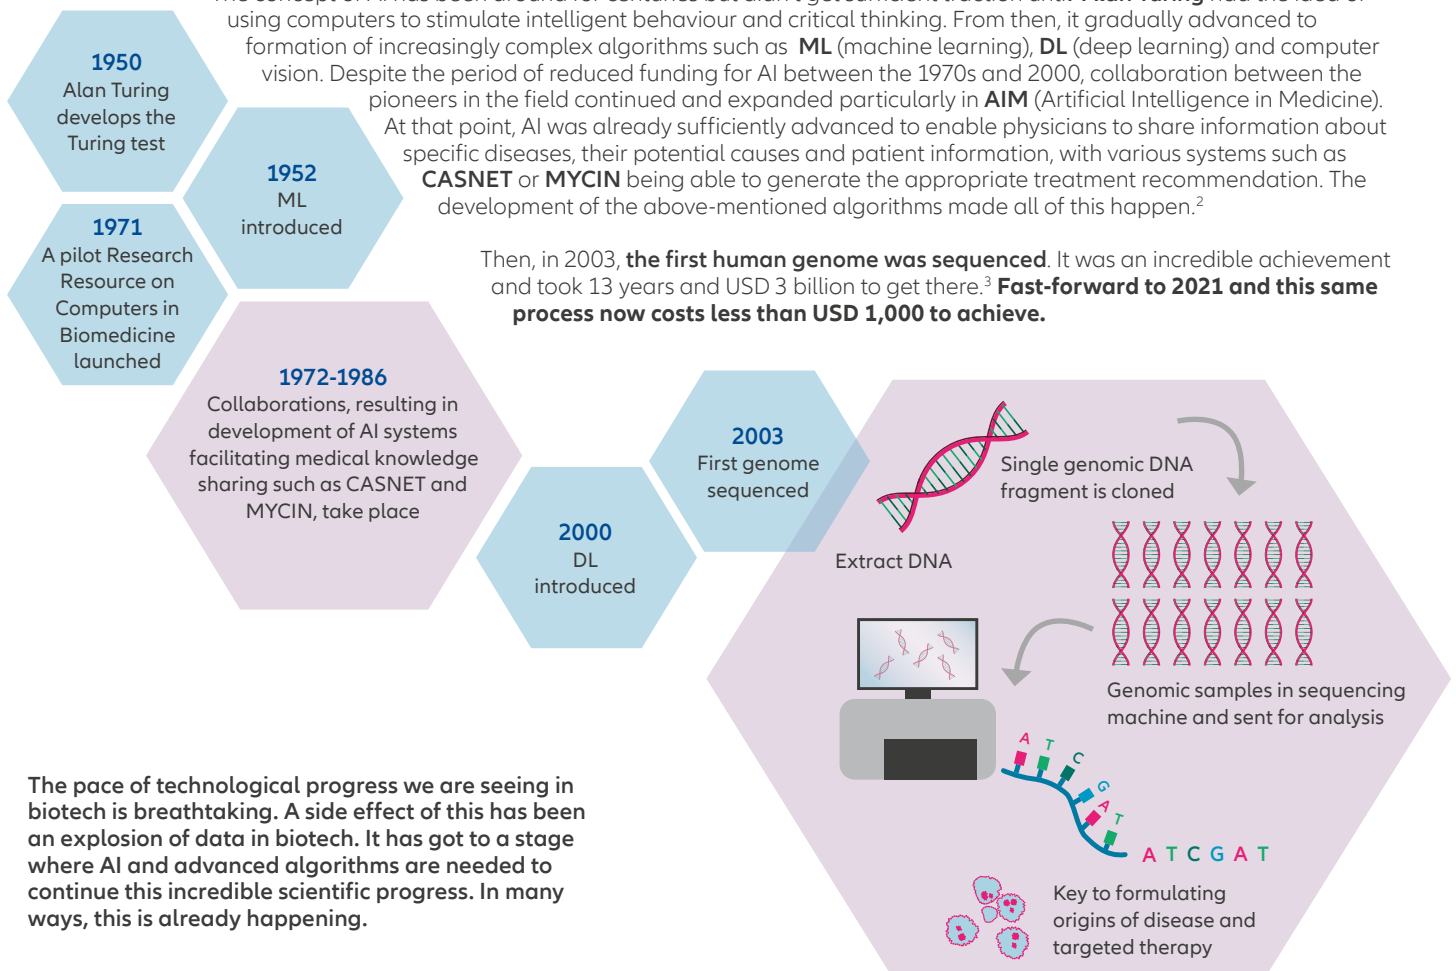 using computers to stimulate intelligent behaviour and critical thinking. From then, it gradually advanced to
formation of increasingly complex algorithms such as ML (machine learning), DL (deep learning) and computer
vision. Despite the period of reduced funding for AI between the 1970s and 2000, collaboration between the
pioneers in the field continued and expanded particularly in AIM (Artificial Intelligence in Medicine).
At that point, AI was already sufficiently advanced to enable physicians to share information about
specific diseases, their potential causes and patient information, with various systems such as
CASNET or MYCIN being able to generate the appropriate treatment recommendation. The
development of the above-mentioned algorithms made all of this happen.2
Then, in 2003, the first human genome was sequenced. It was an incredible achievement
and took 13 years and USD 3 billion to get there.3 Fast-forward to 2021 and this same
process now costs less than USD 1,000 to achieve.
1950
Alan Turing
develops the
Turing test
1952
ML
introduced
1971
A pilot Research
Resource on
Computers in
Biomedicine
launched
1972-1986
Collaborations, resulting in
development of AI systems
facilitating medical knowledge
sharing such as CASNET and
MYCIN, take place
2000
DL
introduced
2003
First genome
sequenced
Extract DNA
Single genomic DNA
fragment is cloned
Genomic samples in sequencing
machine and sent for analysis
A T C G A T
A T C G A T
Key to formulating
origins of disease and
targeted therapy
The pace of technological progress we are seeing in
biotech is breathtaking. A side effect of this has been
an explosion of data in biotech. It has got to a stage
where AI and advanced algorithms are needed to
continue this incredible scientific progress. In many
ways, this is already happening.